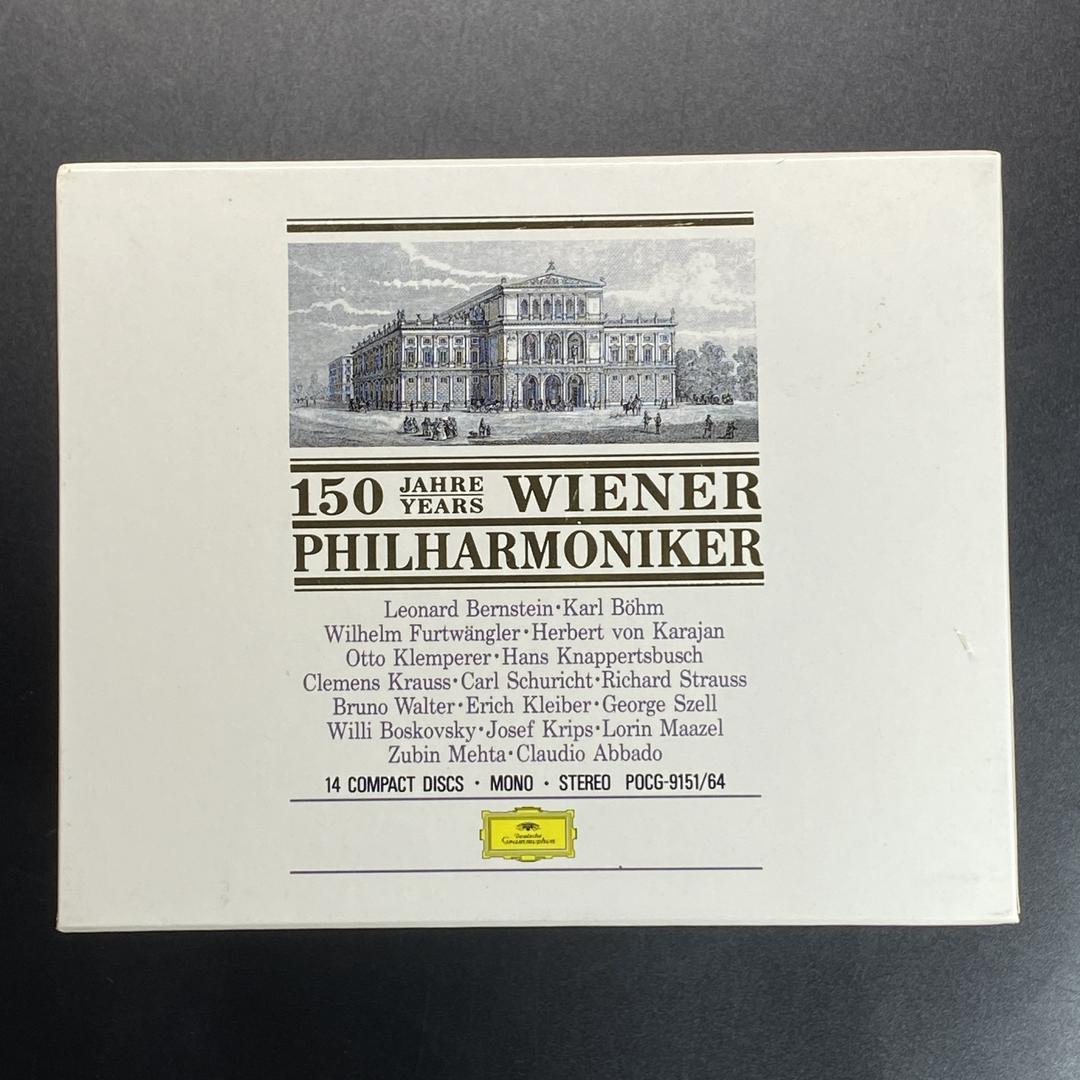 150 JAHRE YEARS WIENER
PHILHARMONIKER
Leonard Bernstein·Karl Böhm
Wilhelm Furtwängler·Herbert von Karajan
Otto Klemperer·Hans Knappertsbusch
Clemens Krauss·Carl Schuricht·Richard Strauss
Bruno Walter·Erich Kleiber·George Szell
Willi Boskovsky·Josef Krips·Lorin Maazel
Zubin Mehta·Claudio Abbado
14 COMPACT DISCS · MONO · STEREO POCG-9151/64
Deutsche
Grammophon